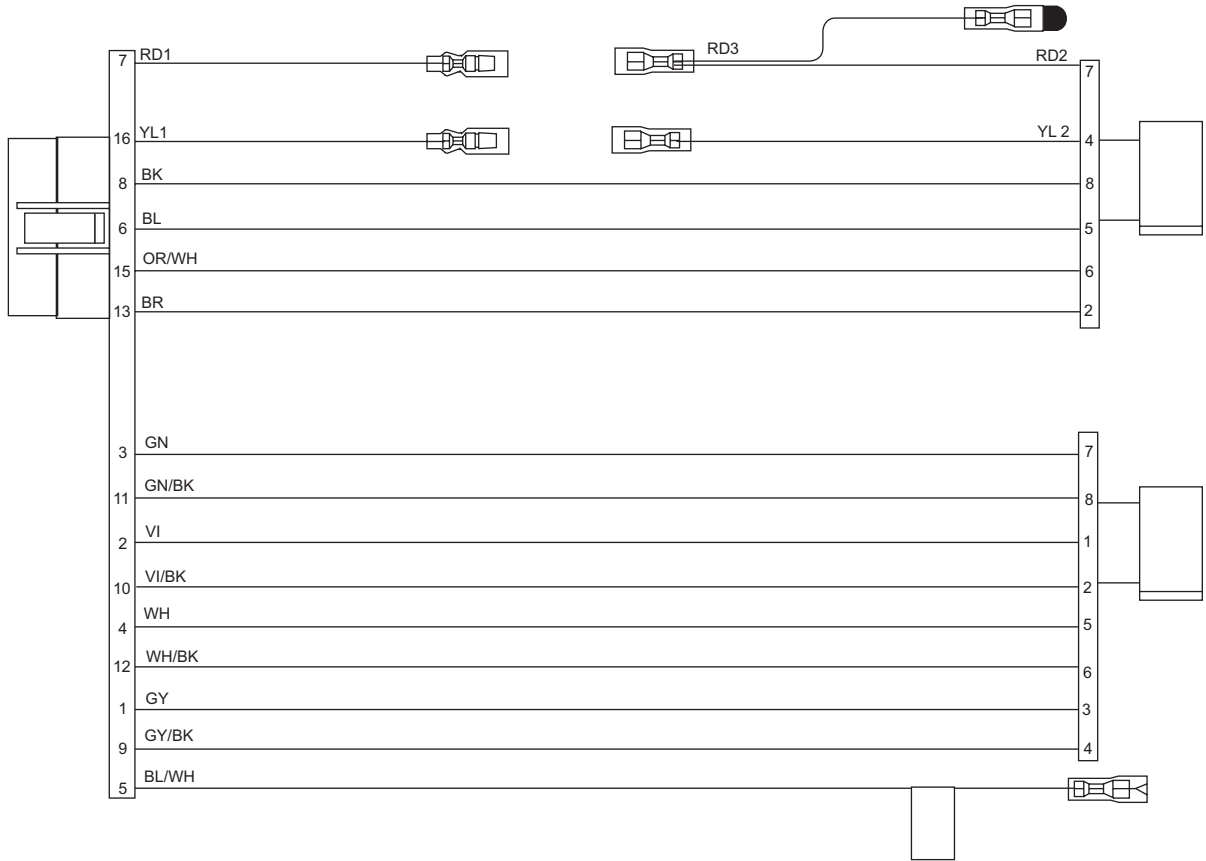 RD3
7 RD1 RD2 7
16 YL1 YL 2 4
8 BK 8
6 BL 5
15 OR/WH 6
13 BR 2
3 GN 7
11 GN/BK 8
2 VI 1
10 VI/BK 2
4 WH 5
12 WH/BK 6
1 GY 3
9 GY/BK 4
5 BL/WH